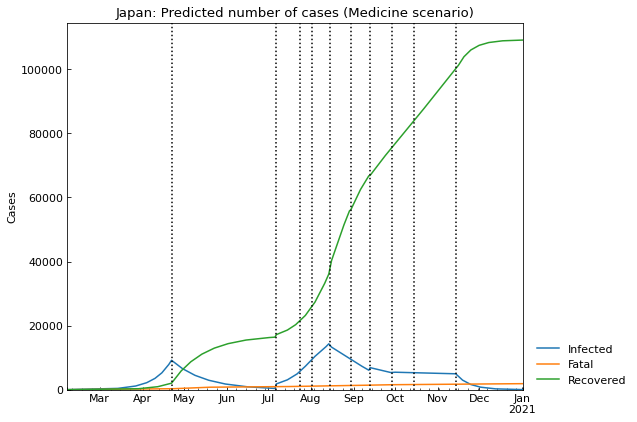 Japan: Predicted number of cases (Medicine scenario)
Cases
100000
80000
60000
40000
20000
0
Mar Apr May Jun Jul Aug Sep Oct Nov Dec Jan
2021
Infected
Fatal
Recovered